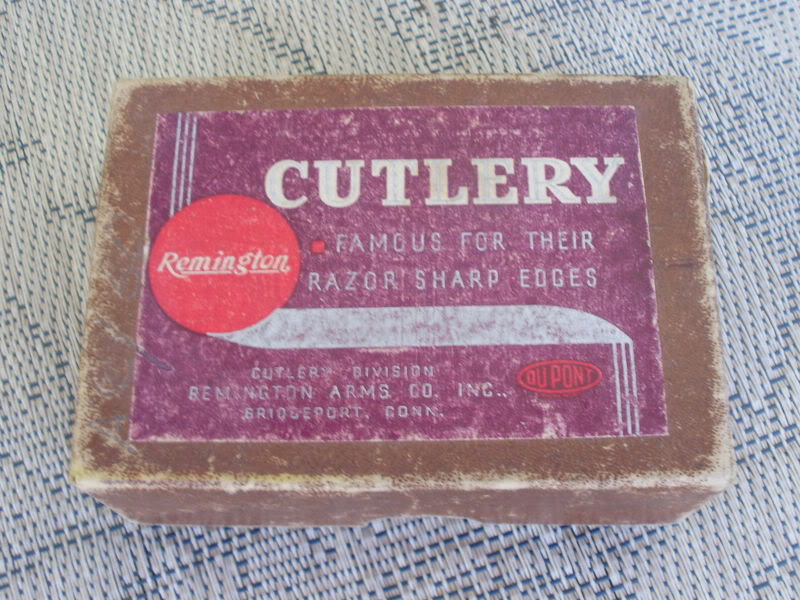 CUTLERY
Remington
FAMOUS FOR THEIR
RAZOR SHARP EDGES
CUTLERY DIVISION
REMINGTON ARMS CO. INC.,
BRIDGEPORT, CONN.
DU PONT